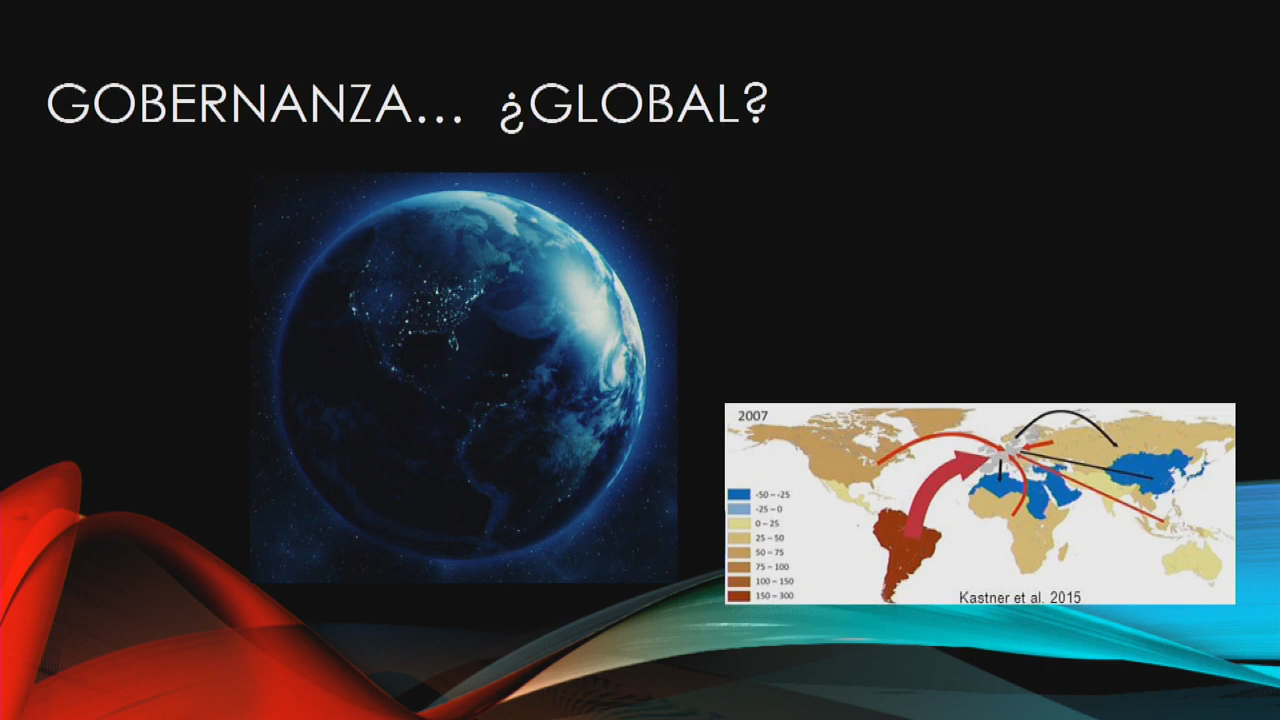 GOBERNANZA... ¿GLOBAL?
2007
-50 – -25
-25 – 0
0 – 25
25 – 50
50 – 75
75 – 100
100 – 150
150 – 300
Kastner et al. 2015